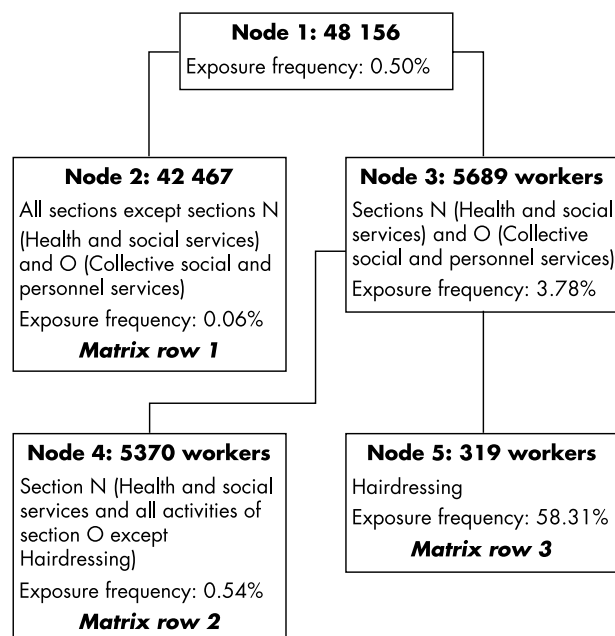 Node 1: 48 156
Exposure frequency: 0.50%
Node 2: 42 467
All sections except sections N
(Health and social services)
and O (Collective social and
personnel services)
Exposure frequency: 0.06%
Matrix row 1
Node 3: 5689 workers
Sections N (Health and social
services) and O (Collective
social and personnel services)
Exposure frequency: 3.78%
Node 4: 5370 workers
Section N (Health and social
services and all activities of
section O except
Hairdressing)
Exposure frequency: 0.54%
Matrix row 2
Node 5: 319 workers
Hairdressing
Exposure frequency: 58.31%
Matrix row 3